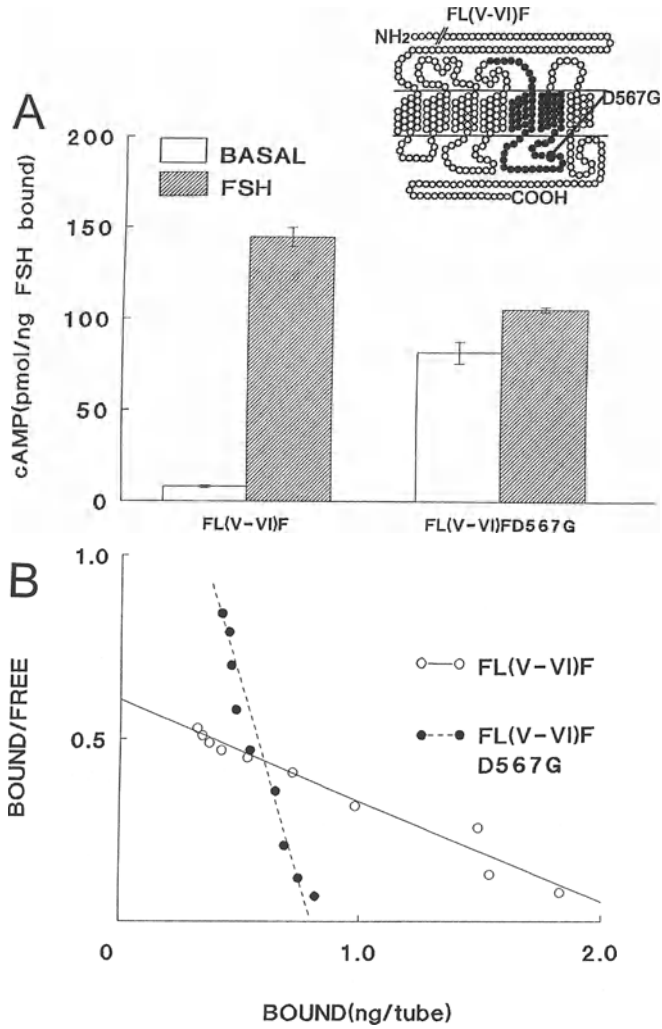 FL(V-VI)F
NH2
D567G
COOH
A
200
150
100
50
0
cAMP(pmol/ng FSH bound)
BASAL
FSH
FL(V-VI)F
FL(V-VI)FD567G
B
1.0
0.5
BOUND/FREE
FL(V-VI)F
FL(V-VI)F
D567G
0
1.0
2.0
BOUND(ng/tube)